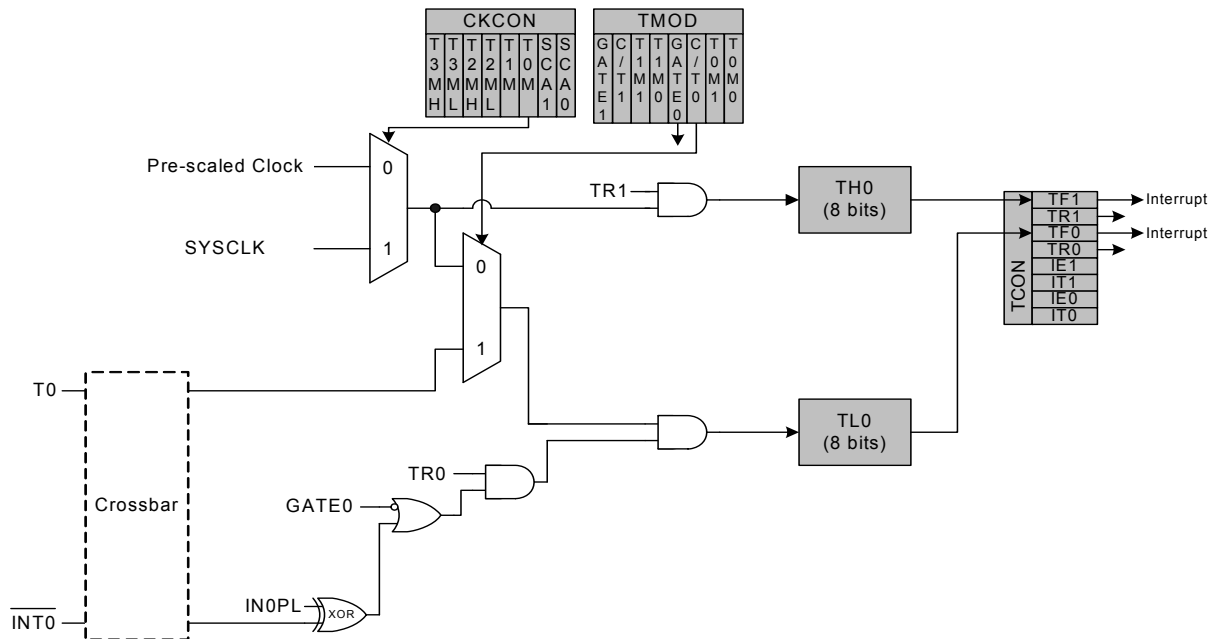 CKCON
T3MH
T3ML
T2MH
T2ML
T1M
T0M
SCA1
SCA0
TMOD
GATE1
C/T1
T1M1
T1M0
GATE0
C/T0
T0M1
T0M0
Pre-scaled Clock
0
SYSCLK
1
TR1
TH0
(8 bits)
TCON
TF1
TR1
TF0
TR0
IE1
IT1
IE0
IT0
Interrupt
Interrupt
0
1
T0
Crossbar
TL0
(8 bits)
TR0
GATE0
IN0PL
XOR
INT0